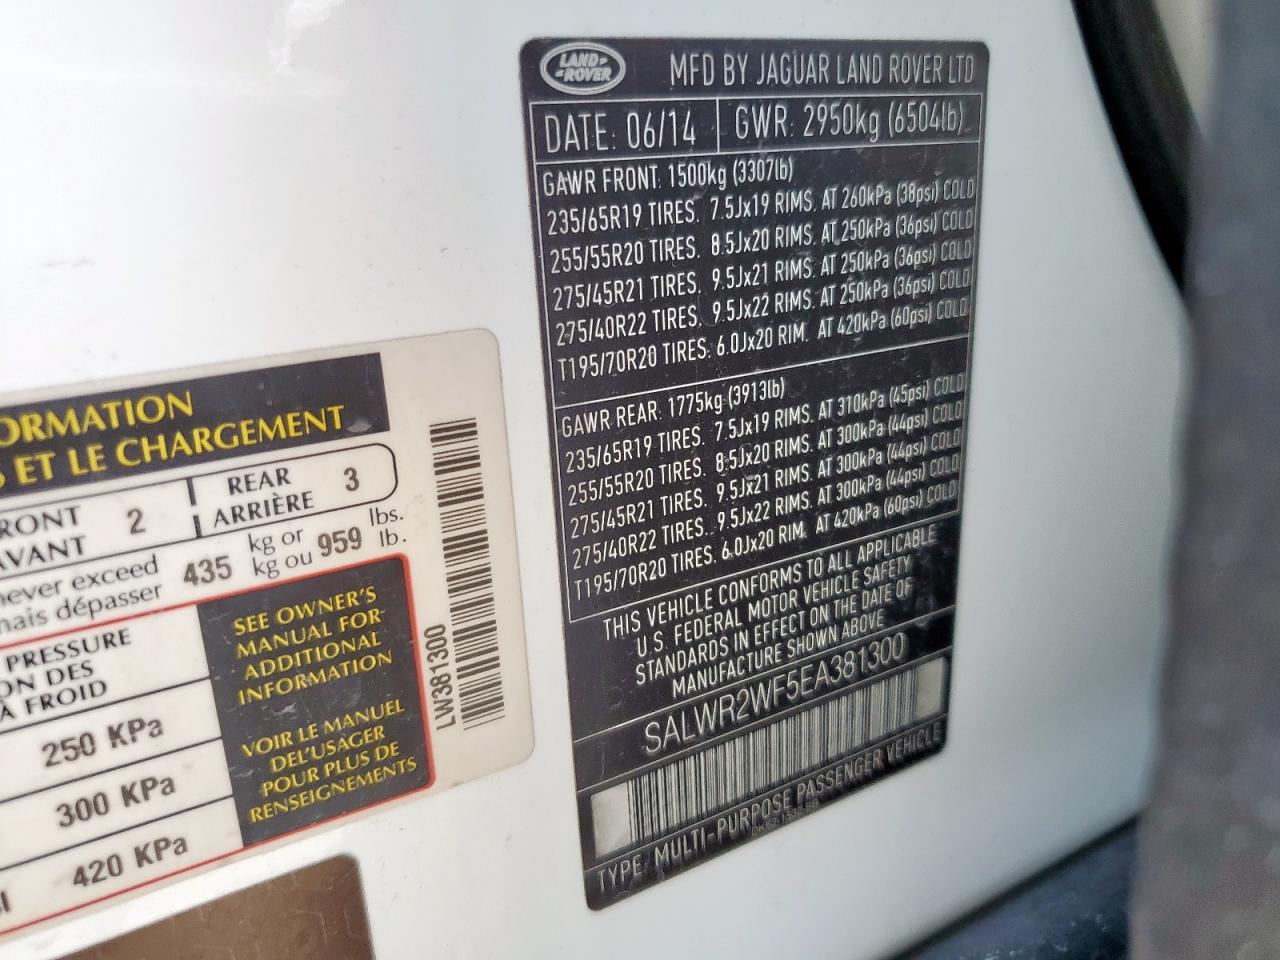 LAND-
-ROVER
MFD BY JAGUAR LAND ROVER LTD
DATE: 06/14 GWR: 2950kg (6504lb)
GAWR FRONT: 1500kg (3307lb)
235/65R19 TIRES. 7.5Jx19 RIMS. AT 260kPa (38psi) COLD
255/55R20 TIRES. 8.5Jx20 RIMS. AT 250kPa (36psi) COLD
275/45R21 TIRES. 9.5Jx21 RIMS. AT 250kPa (36psi) COLD
275/40R22 TIRES. 9.5Jx22 RIMS. AT 250kPa (36psi) COLD
T195/70R20 TIRES. 6.0Jx20 RIM. AT 420kPa (60psi) COLD
GAWR REAR: 1775kg (3913lb)
235/65R19 TIRES. 7.5Jx19 RIMS. AT 310kPa (45psi) COLD
255/55R20 TIRES. 8.5Jx20 RIMS. AT 300kPa (44psi) COLD
275/45R21 TIRES. 9.5Jx21 RIMS. AT 300kPa (44psi) COLD
275/40R22 TIRES. 9.5Jx22 RIMS. AT 300kPa (44psi) COLD
T195/70R20 TIRES. 6.0Jx20 RIM. AT 420kPa (60psi) COLD
THIS VEHICLE CONFORMS TO ALL APPLICABLE
U.S. FEDERAL MOTOR VEHICLE SAFETY
STANDARDS IN EFFECT ON THE DATE OF
MANUFACTURE SHOWN ABOVE
SALWR2WF5EA381300
TYPE: MULTI-PURPOSE PASSENGER VEHICLE
ORMATION
ET LE CHARGEMENT
RONT 2 REAR 3
AVANT ARRIÈRE
never exceed 435 kg or 959 lbs.
mais dépasser kg ou lb.
PRESSURE
ON DES
À FROID
250 KPa
300 KPa
420 KPa
SEE OWNER'S
MANUAL FOR
ADDITIONAL
INFORMATION
VOIR LE MANUEL
DEL'USAGER
POUR PLUS DE
RENSEIGNEMENTS
LW381300